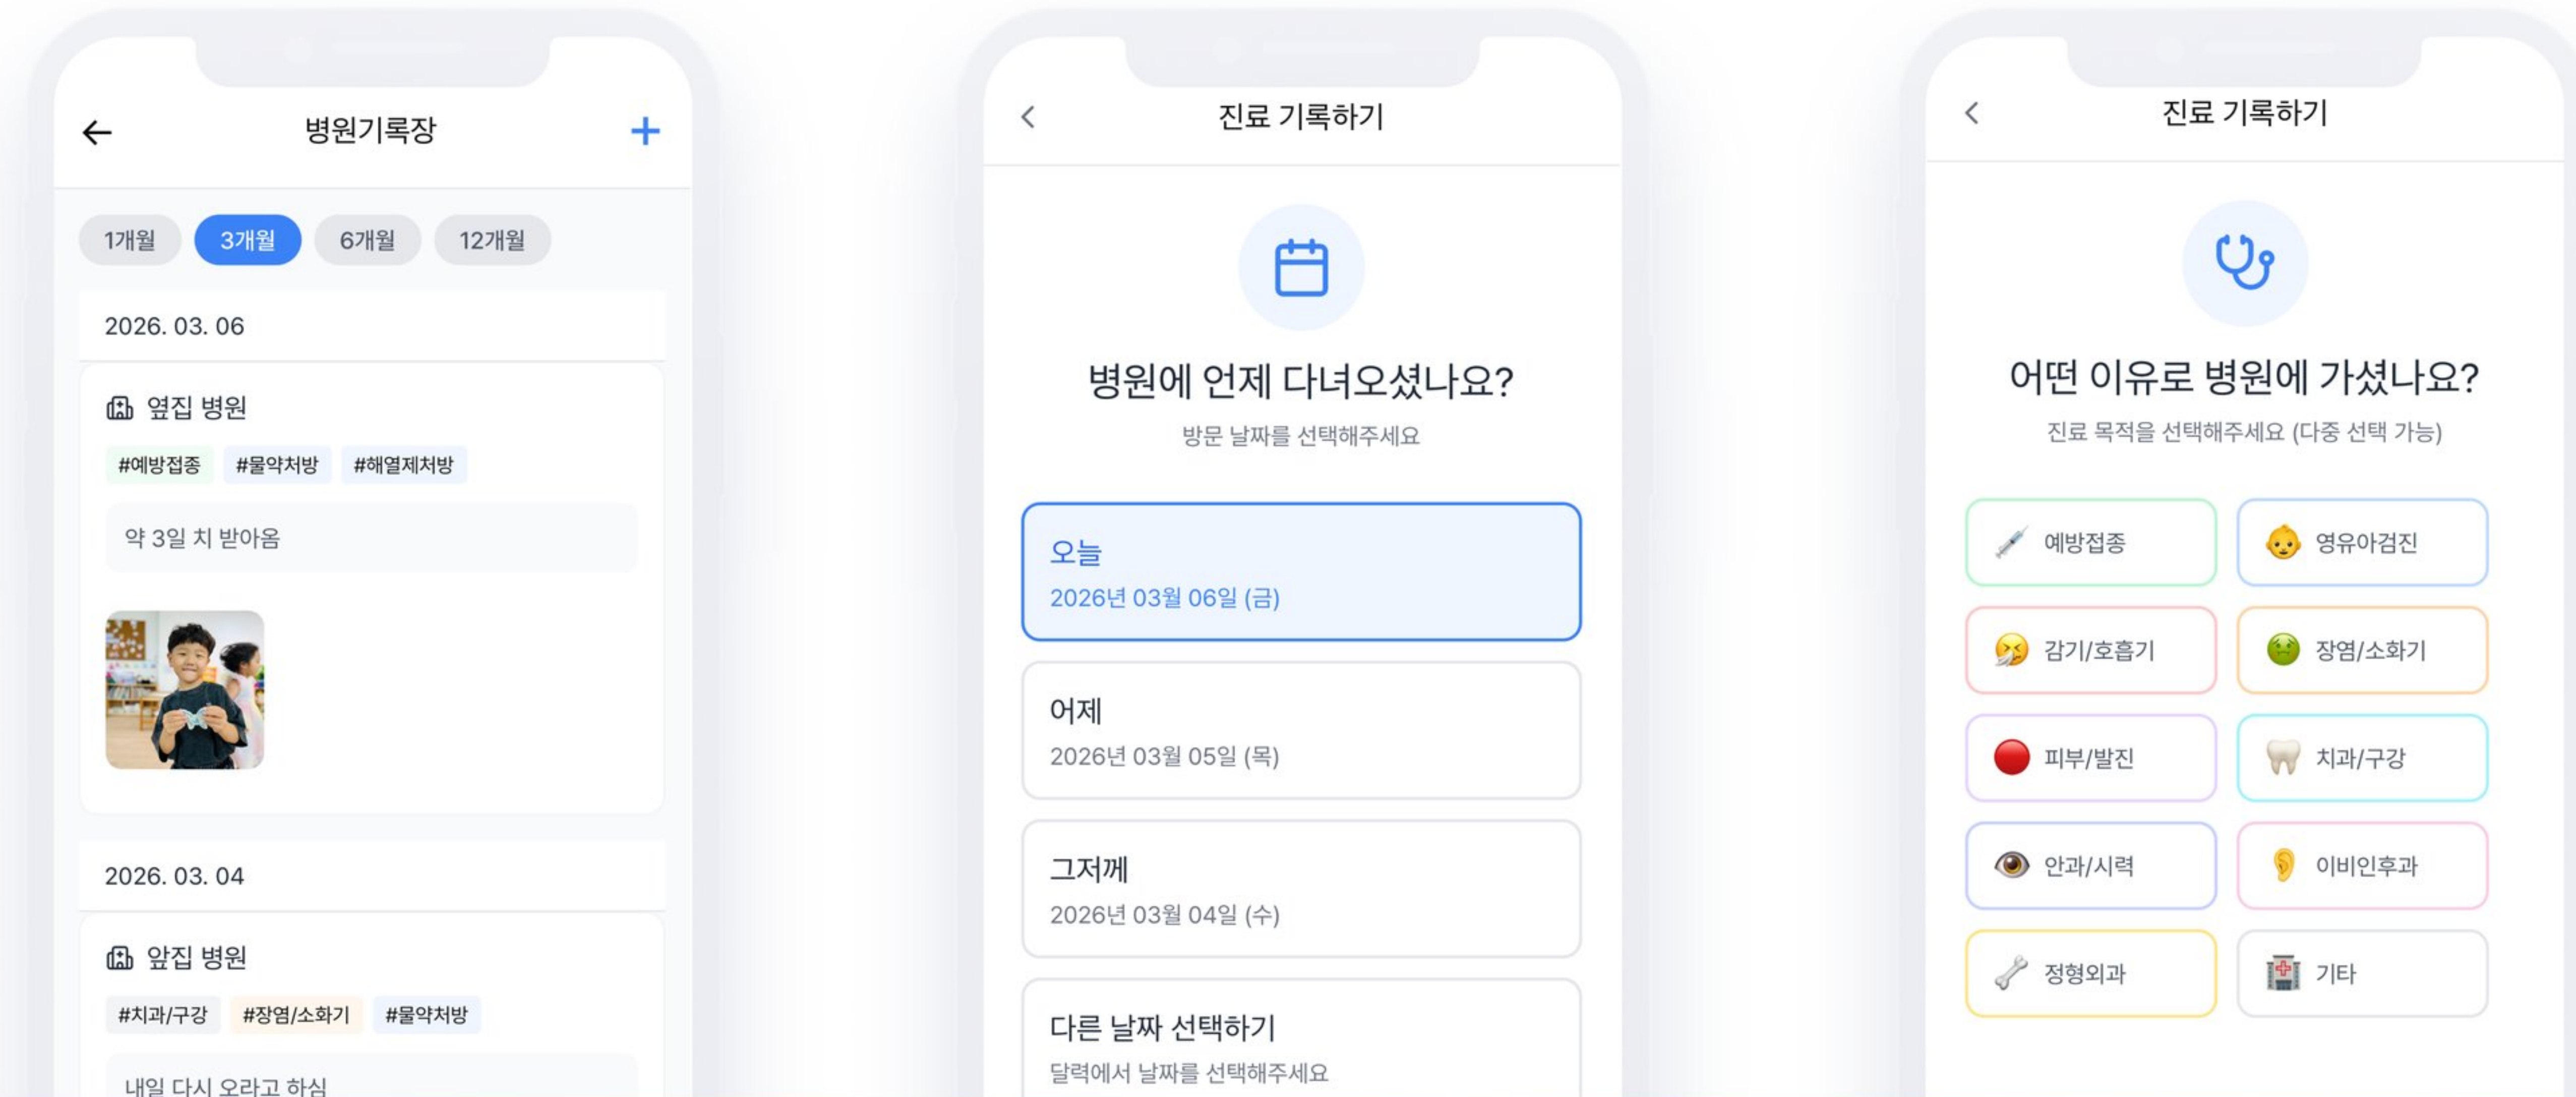 병원기록장
1개월 3개월 6개월 12개월
2026. 03. 06
옆집 병원
#예방접종 #물약처방 #해열제처방
약 3일 치 받아옴
2026. 03. 04
앞집 병원
#치과/구강 #장염/소화기 #물약처방
내일 다시 오라고 하심
진료 기록하기
병원에 언제 다녀오셨나요?
방문 날짜를 선택해주세요
오늘
2026년 03월 06일 (금)
어제
2026년 03월 05일 (목)
그저께
2026년 03월 04일 (수)
다른 날짜 선택하기
달력에서 날짜를 선택해주세요
진료 기록하기
어떤 이유로 병원에 가셨나요?
진료 목적을 선택해주세요 (다중 선택 가능)
예방접종 영유아검진
감기/호흡기 장염/소화기
피부/발진 치과/구강
안과/시력 이비인후과
정형외과 기타